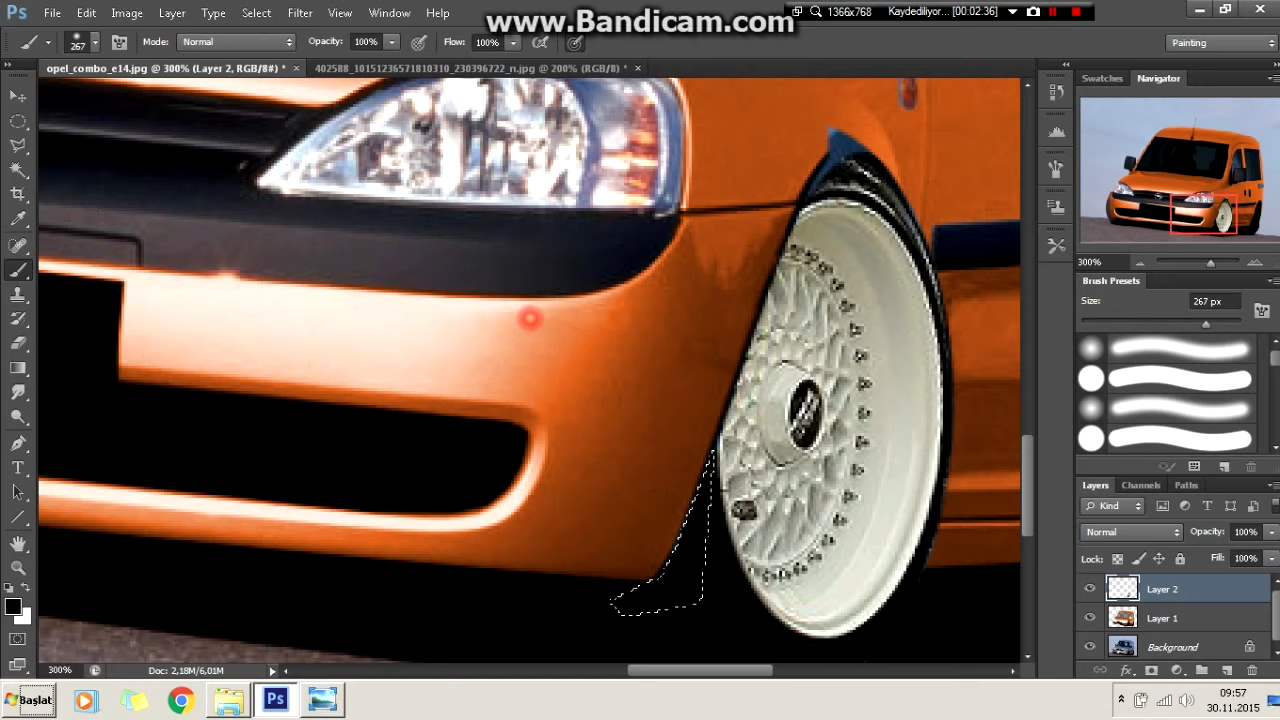 www.Bandicam.com
1366x768 Kaydediliyor... [00:02:36]
Ps File Edit Image Layer Type Select Filter View Window Help
267 Mode: Normal Opacity: 100% Flow: 100% Painting
opel_combo_e14.jpg @ 300% (Layer 2, RGB/8#) * × 402588_10151236571810310_230396722_n.jpg @ 200% (RGB/8) * ×
Swatches Navigator
300%
Brush Presets
Size: 267 px
Layers Channels Paths
Kind
Normal Opacity: 100%
Lock: Fill: 100%
Layer 2
Layer 1
Background
300% Doc: 2,18M/6,01M
Başlat Ps 09:57
30.11.2015